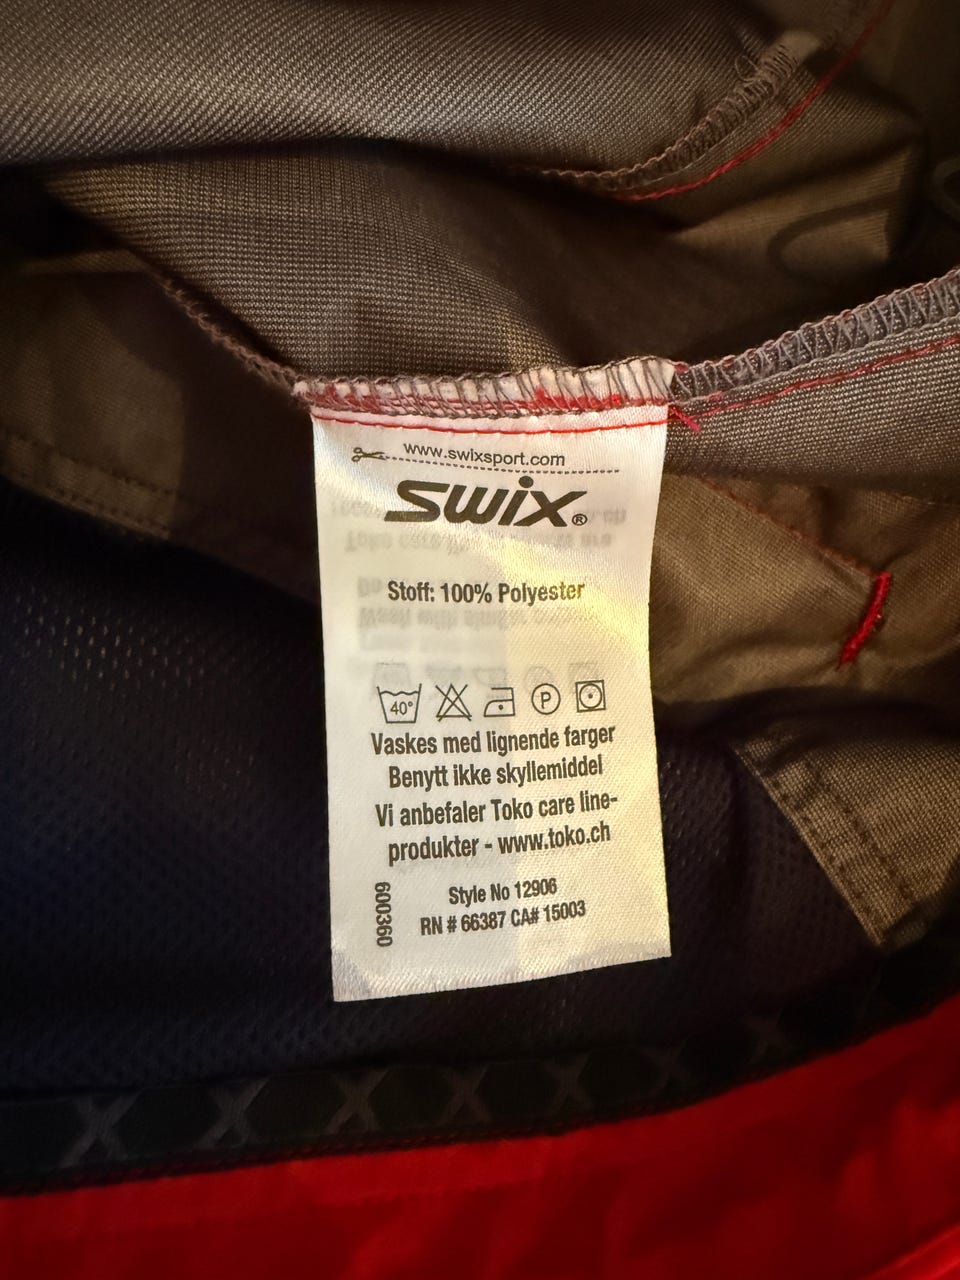 www.swixsport.com
Swix®
Stoff: 100% Polyester
40°
P
Vaskes med lignende farger
Benytt ikke skyllemiddel
Vi anbefaler Toko care line-
produkter - www.toko.ch
Style No 12906
RN # 66387 CA# 15003
600360